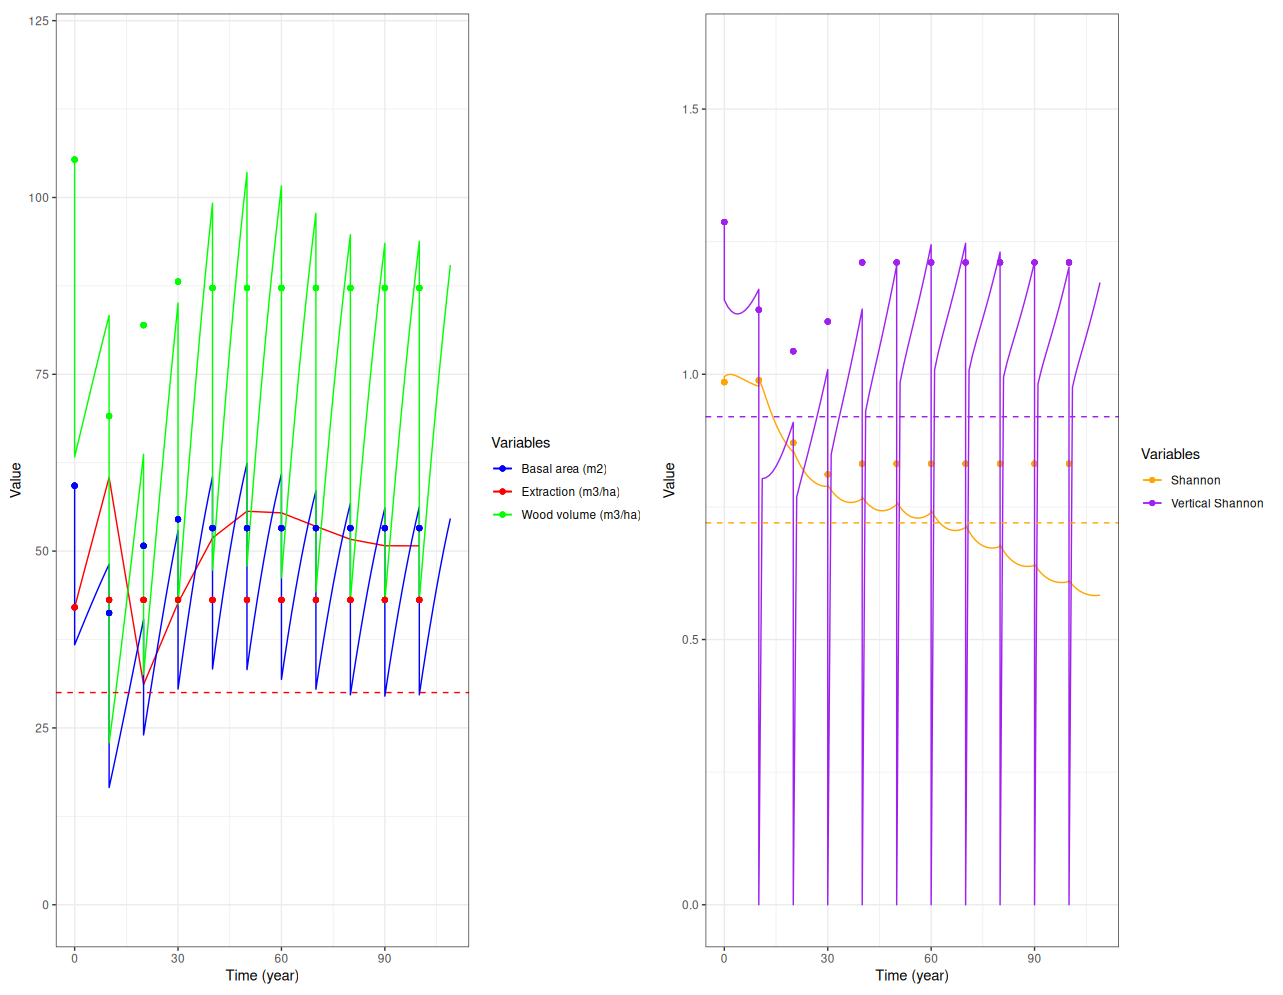 125
100
75
50
25
0
Value
0
30
60
90
Time (year)
Variables
Basal area (m2)
Extraction (m3/ha)
Wood volume (m3/ha)
1.5
1.0
0.5
0.0
Value
0
30
60
90
Time (year)
Variables
Shannon
Vertical Shannon